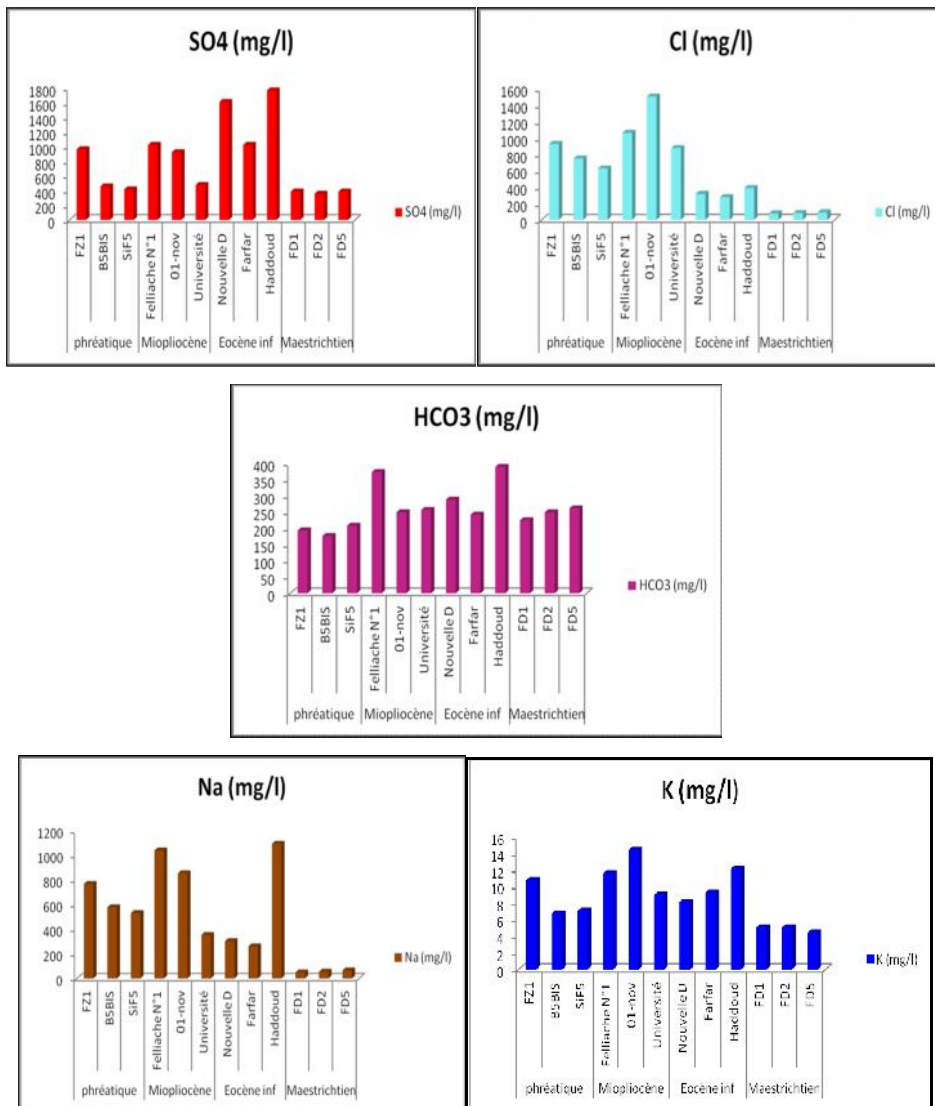 SO4 (mg/l)
1800
1600
1400
1200
1000
800
600
400
200
0
SO4 (mg/l)
FZ1
B5BIS
SiF5
Felliache N°1
01-nov
Université
Nouvelle D
Farfar
Haddoud
FD1
FD2
FD5
phréatique
Miopliocène
Eocène inf
Maestrichtien
Cl (mg/l)
1600
1400
1200
1000
800
600
400
200
0
Cl (mg/l)
FZ1
B5BIS
SiF5
Felliache N°1
01-nov
Université
Nouvelle D
Farfar
Haddoud
FD1
FD2
FD5
phréatique
Miopliocène
Eocène inf
Maestrichtien
HCO3 (mg/l)
400
350
300
250
200
150
100
50
0
HCO3 (mg/l)
FZ1
B5BIS
SiF5
Felliache N°1
01-nov
Université
Nouvelle D
Farfar
Haddoud
FD1
FD2
FD5
phréatique
Miopliocène
Eocène inf
Maestrichtien
Na (mg/l)
1200
1000
800
600
400
200
0
Na (mg/l)
FZ1
B5BIS
SiF5
Felliache N°1
01-nov
Université
Nouvelle D
Farfar
Haddoud
FD1
FD2
FD5
phréatique
Miopliocène
Eocène inf
Maestrichtien
K (mg/l)
16
14
12
10
8
6
4
2
0
K (mg/l)
FZ1
B5BIS
SiF5
Felliache N°1
01-nov
Université
Nouvelle D
Farfar
Haddoud
FD1
FD2
FD5
phréatique
Miopliocène
Eocène inf
Maestrichtien